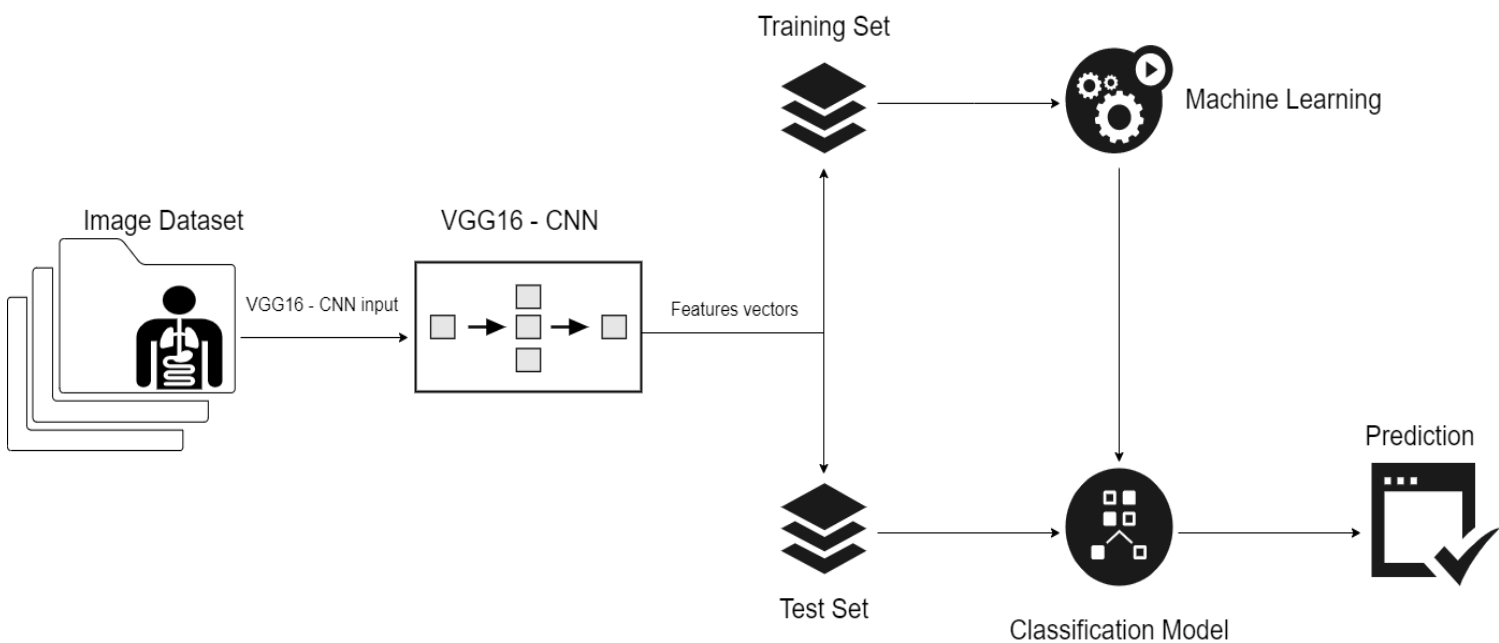 Training Set
Machine Learning
Image Dataset
VGG16 - CNN
VGG16 - CNN input
Features vectors
Prediction
Test Set
Classification Model